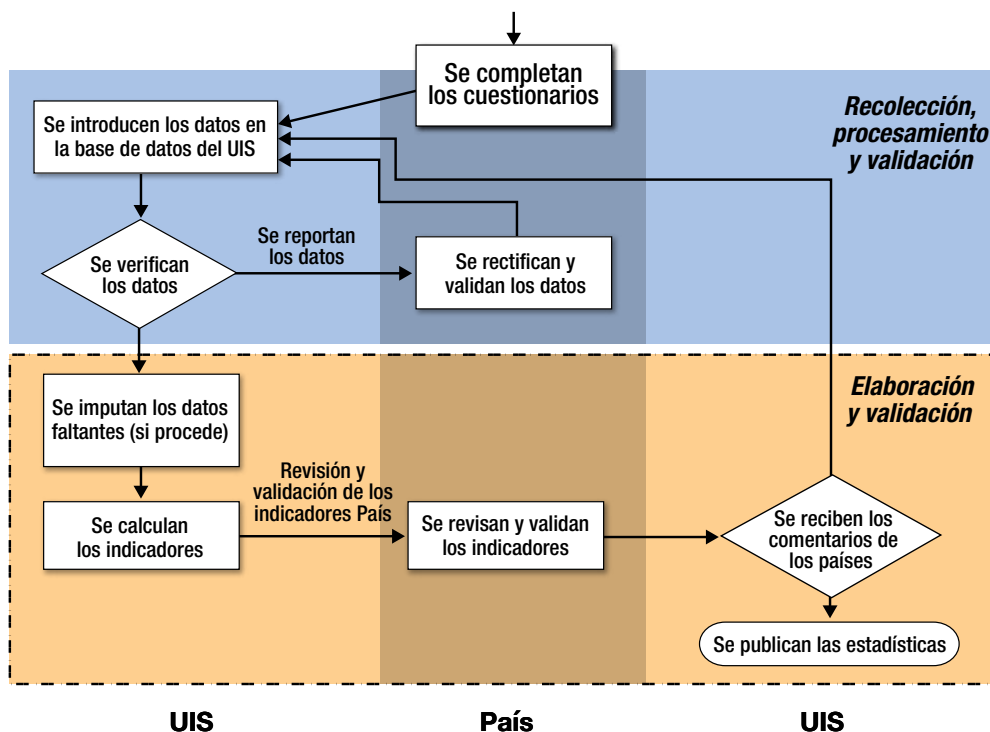 Se completan
los cuestionarios
Recolección,
procesamiento
y validación
Se introducen los datos en
la base de datos del UIS
Se verifican
los datos
Se reportan
los datos
Se rectifican y
validan los datos
Elaboración
y validación
Se imputan los datos
faltantes (si procede)
Se calculan
los indicadores
Revisión y
validación de los
indicadores País
Se revisan y validan
los indicadores
Se reciben los
comentarios de
los países
Se publican las estadísticas
UIS
País
UIS